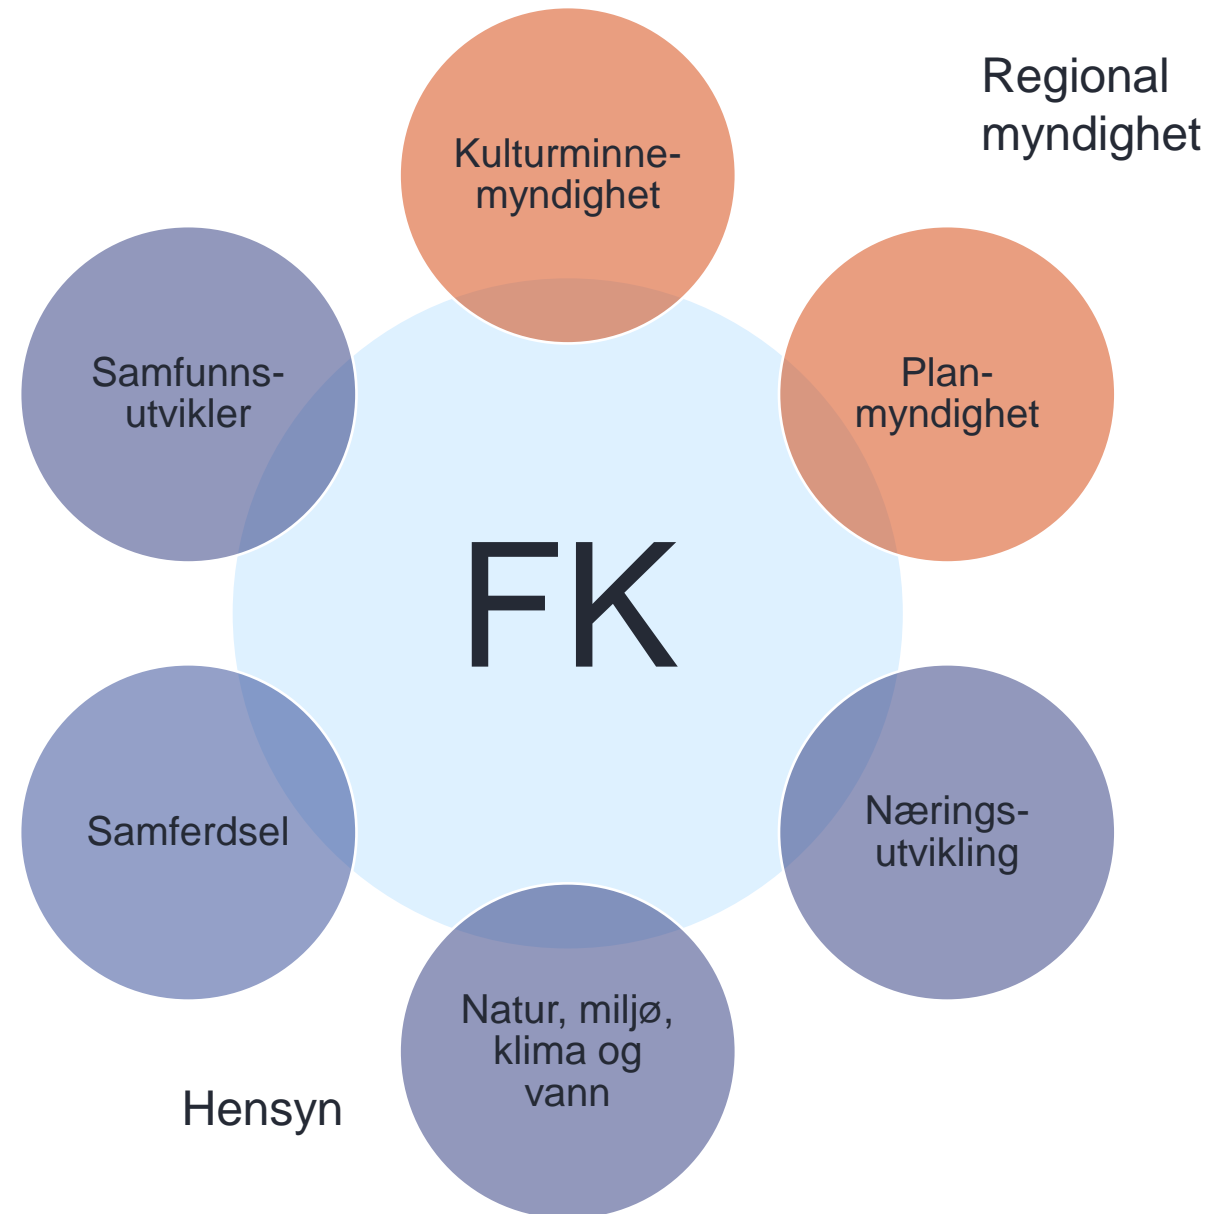 Regional
myndighet
Kulturminne-
myndighet
Samfunns-
utvikler
Plan-
myndighet
FK
Samferdsel
Nærings-
utvikling
Natur, miljø,
klima og
vann
Hensyn